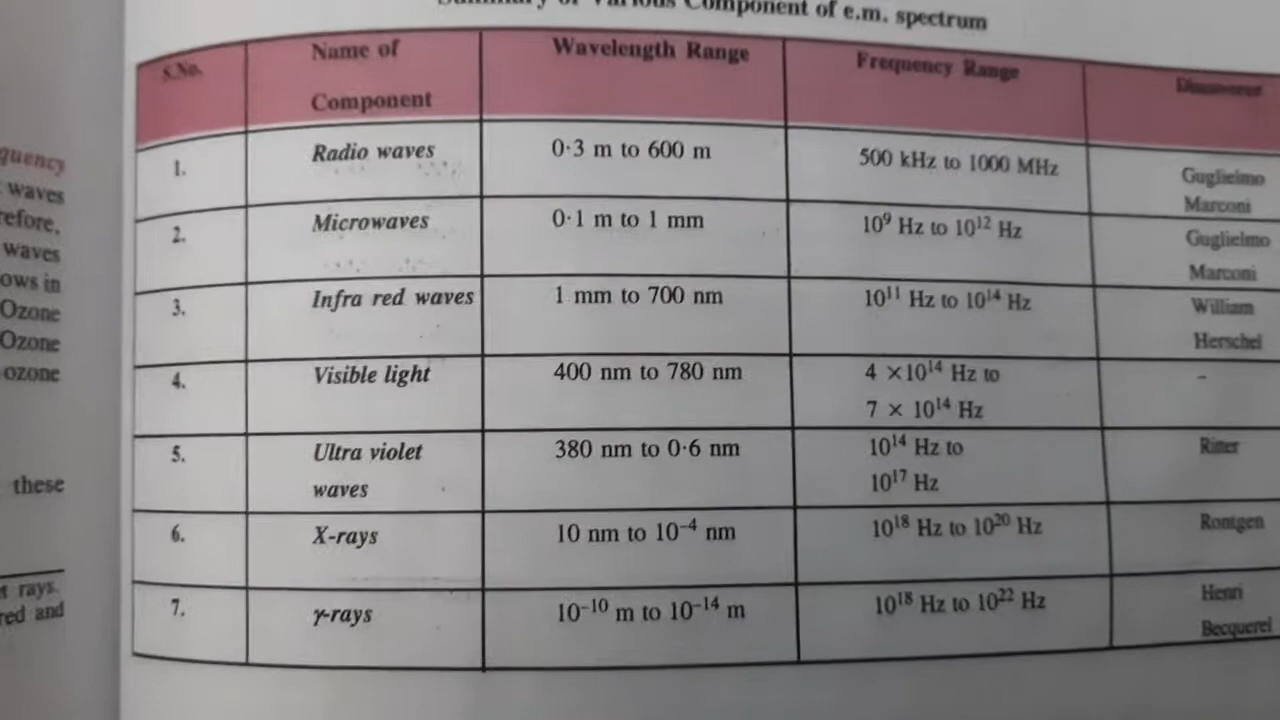 Summary of Various Component of e.m. spectrum
S.No.
Name of
Component
Wavelength Range
Frequency Range
Discoverer
1.
Radio waves
0·3 m to 600 m
500 kHz to 1000 MHz
Guglielmo
Marconi
2.
Microwaves
0·1 m to 1 mm
10⁹ Hz to 10¹² Hz
Guglielmo
Marconi
3.
Infra red waves
1 mm to 700 nm
10¹¹ Hz to 10¹⁴ Hz
William
Herschel
4.
Visible light
400 nm to 780 nm
4 ×10¹⁴ Hz to
7 × 10¹⁴ Hz
–
5.
Ultra violet
waves
380 nm to 0·6 nm
10¹⁴ Hz to
10¹⁷ Hz
Ritter
6.
X-rays
10 nm to 10⁻⁴ nm
10¹⁸ Hz to 10²⁰ Hz
Rontgen
7.
γ-rays
10⁻¹⁰ m to 10⁻¹⁴ m
10¹⁸ Hz to 10²² Hz
Henri
Becquerel
quency
waves
refore,
waves
ows in
Ozone
Ozone
ozone
these
rays.
red and